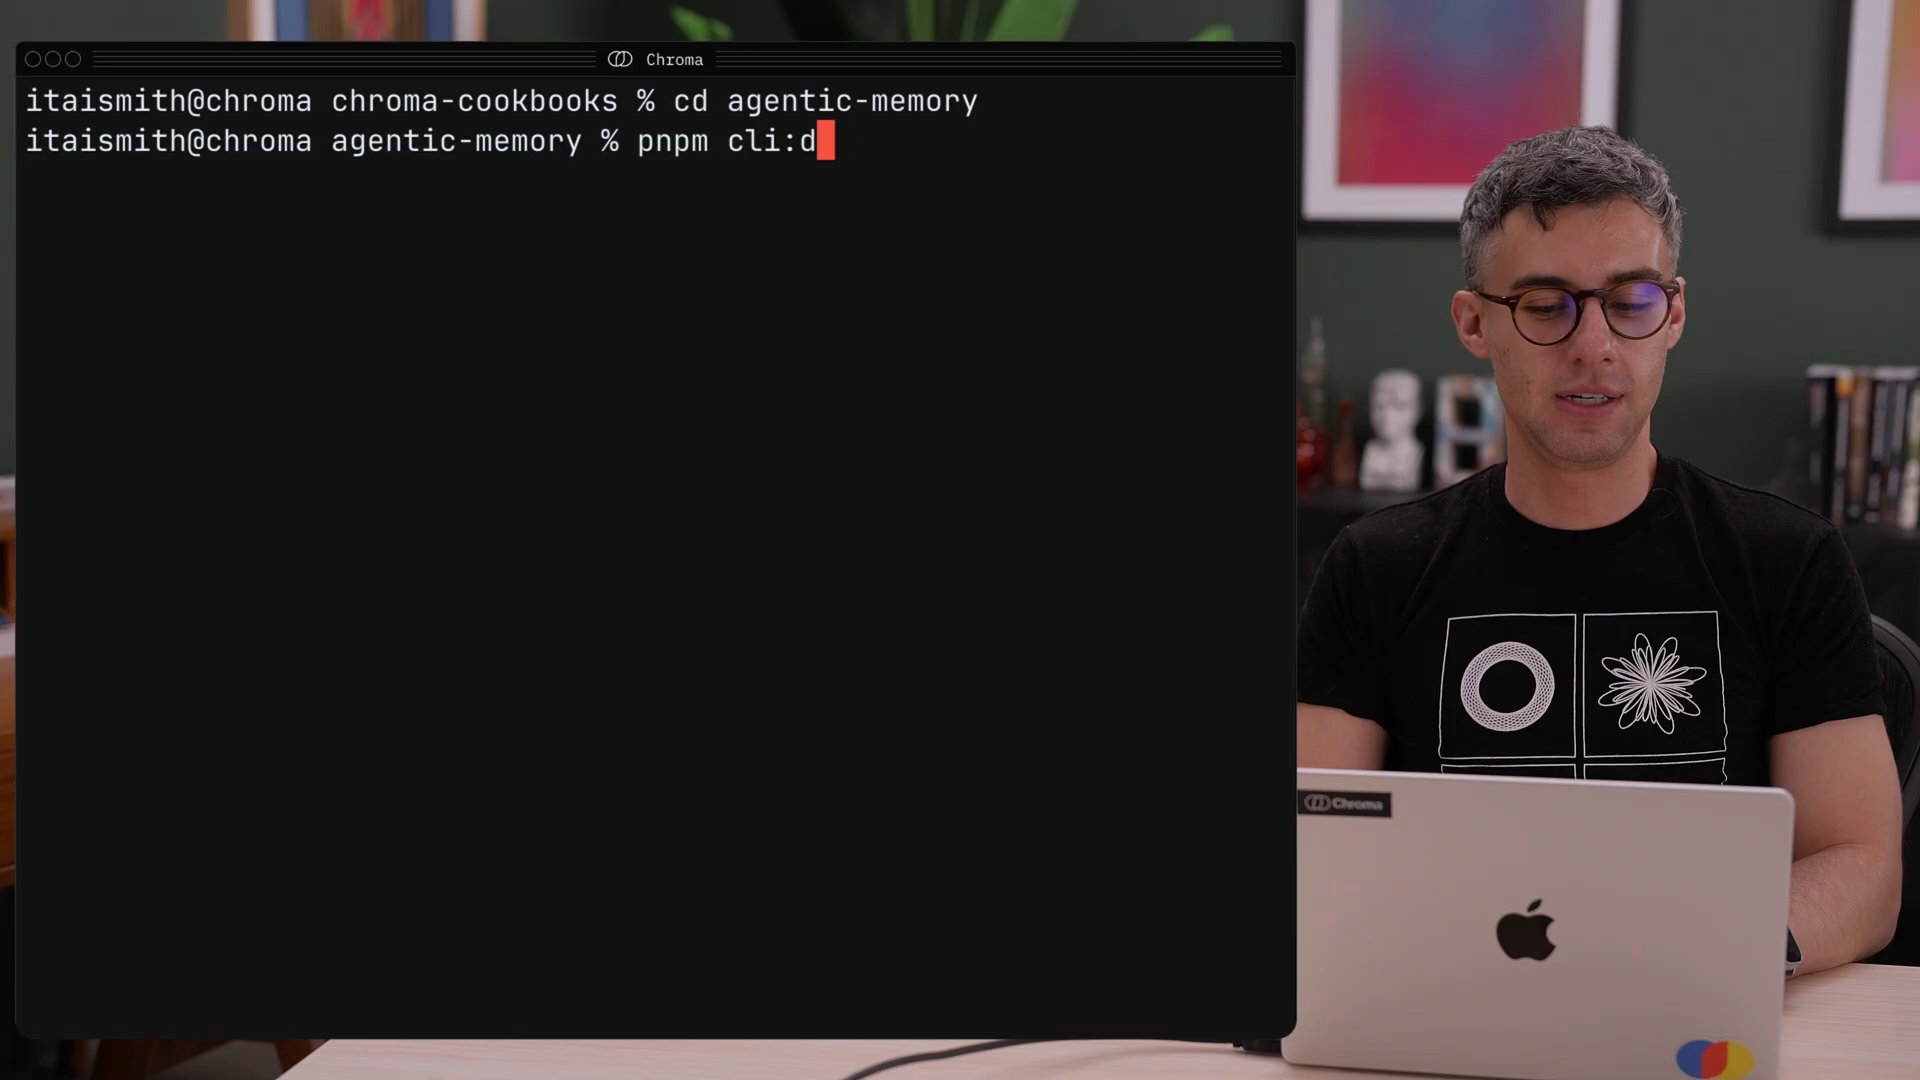 Chroma
itaismith@chroma chroma-cookbooks % cd agentic-memory
itaismith@chroma agentic-memory % pnpm cli:d
Chroma